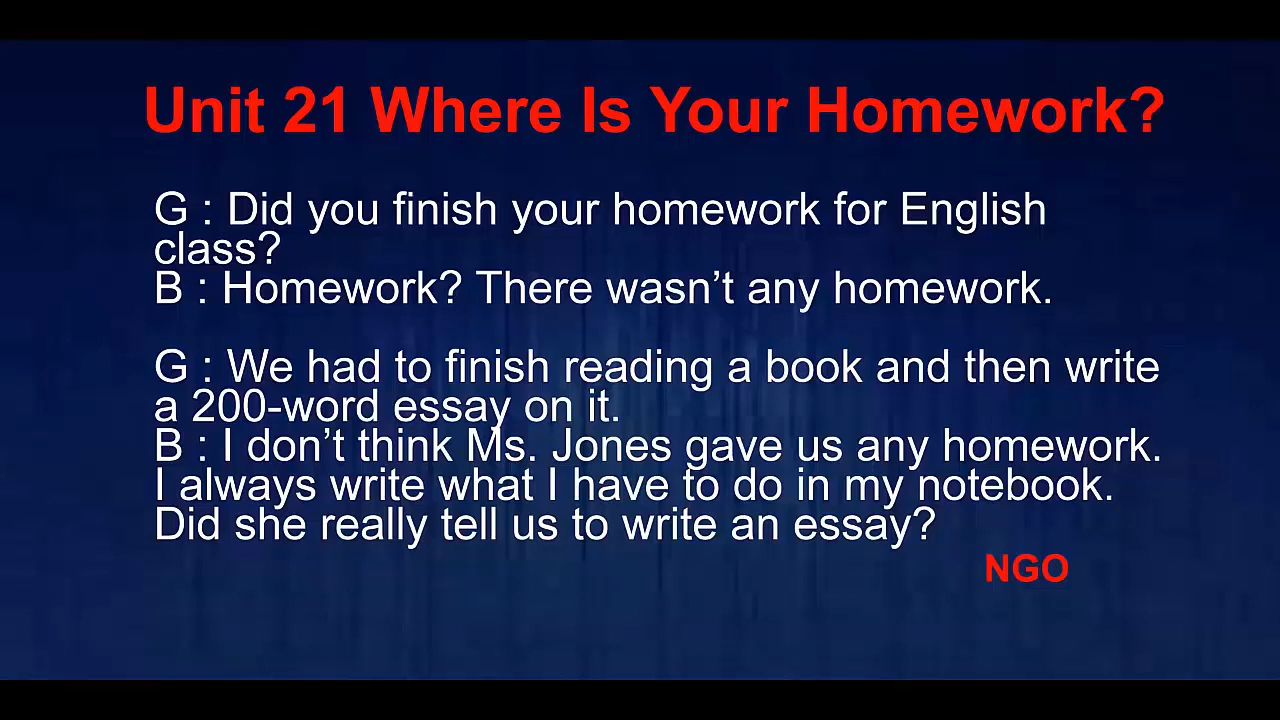 Unit 21 Where Is Your Homework?
G : Did you finish your homework for English
class?
B : Homework? There wasn’t any homework.
G : We had to finish reading a book and then write
a 200-word essay on it.
B : I don’t think Ms. Jones gave us any homework.
I always write what I have to do in my notebook.
Did she really tell us to write an essay?
NGO